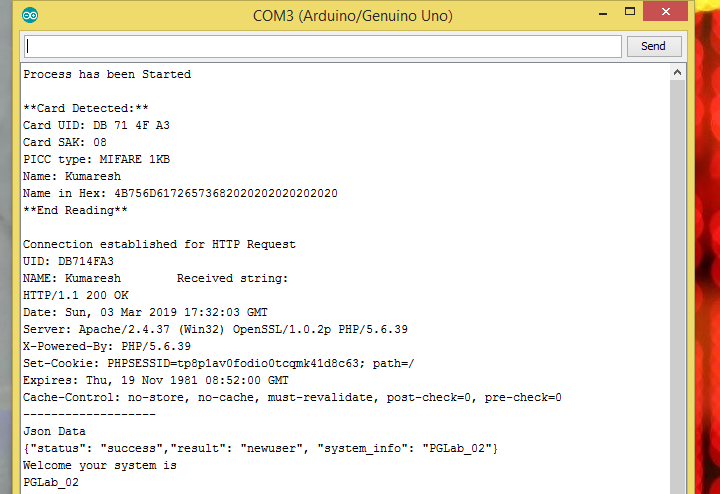 COM3 (Arduino/Genuino Uno)
Send
Process has been Started
**Card Detected:**
Card UID: DB 71 4F A3
Card SAK: 08
PICC type: MIFARE 1KB
Name: Kumaresh
Name in Hex: 4B756D61726573682020202020202020
**End Reading**
Connection established for HTTP Request
UID: DB714FA3
NAME: Kumaresh        Received string:
HTTP/1.1 200 OK
Date: Sun, 03 Mar 2019 17:32:03 GMT
Server: Apache/2.4.37 (Win32) OpenSSL/1.0.2p PHP/5.6.39
X-Powered-By: PHP/5.6.39
Set-Cookie: PHPSESSID=tp8p1av0fodio0tcqmk41d8c63; path=/
Expires: Thu, 19 Nov 1981 08:52:00 GMT
Cache-Control: no-store, no-cache, must-revalidate, post-check=0, pre-check=0
-------------------
Json Data
{"status": "success","result": "newuser", "system_info": "PGLab_02"}
Welcome your system is
PGLab_02